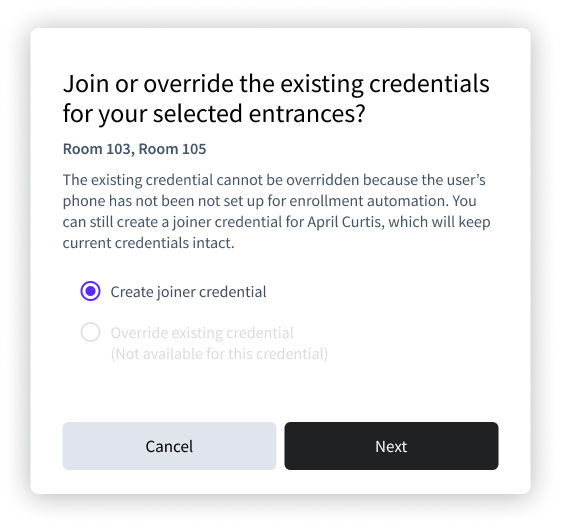 Join or override the existing credentials
for your selected entrances?
Room 103, Room 105
The existing credential cannot be overridden because the user’s
phone has not been not set up for enrollment automation. You
can still create a joiner credential for April Curtis, which will keep
current credentials intact.
Create joiner credential
Override existing credential
(Not available for this credential)
Cancel
Next